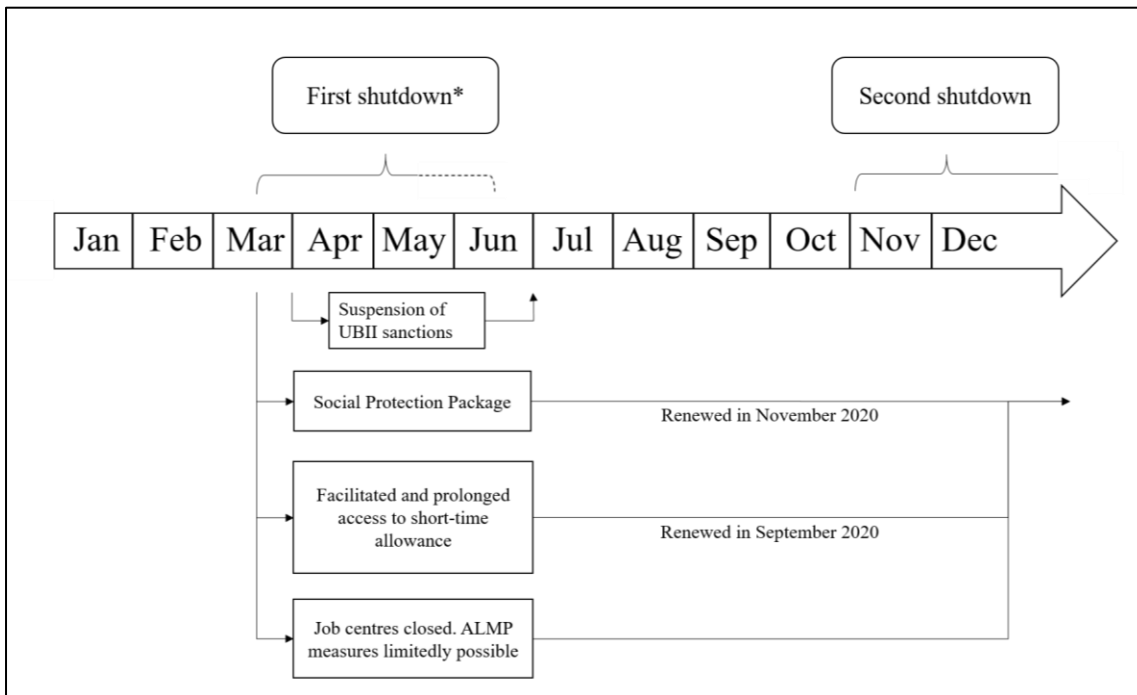 First shutdown*
Second shutdown
Jan Feb Mar Apr May Jun Jul Aug Sep Oct Nov Dec
Suspension of
UBII sanctions
Social Protection Package
Renewed in November 2020
Facilitated and prolonged
access to short-time
allowance
Renewed in September 2020
Job centres closed. ALMP
measures limitedly possible